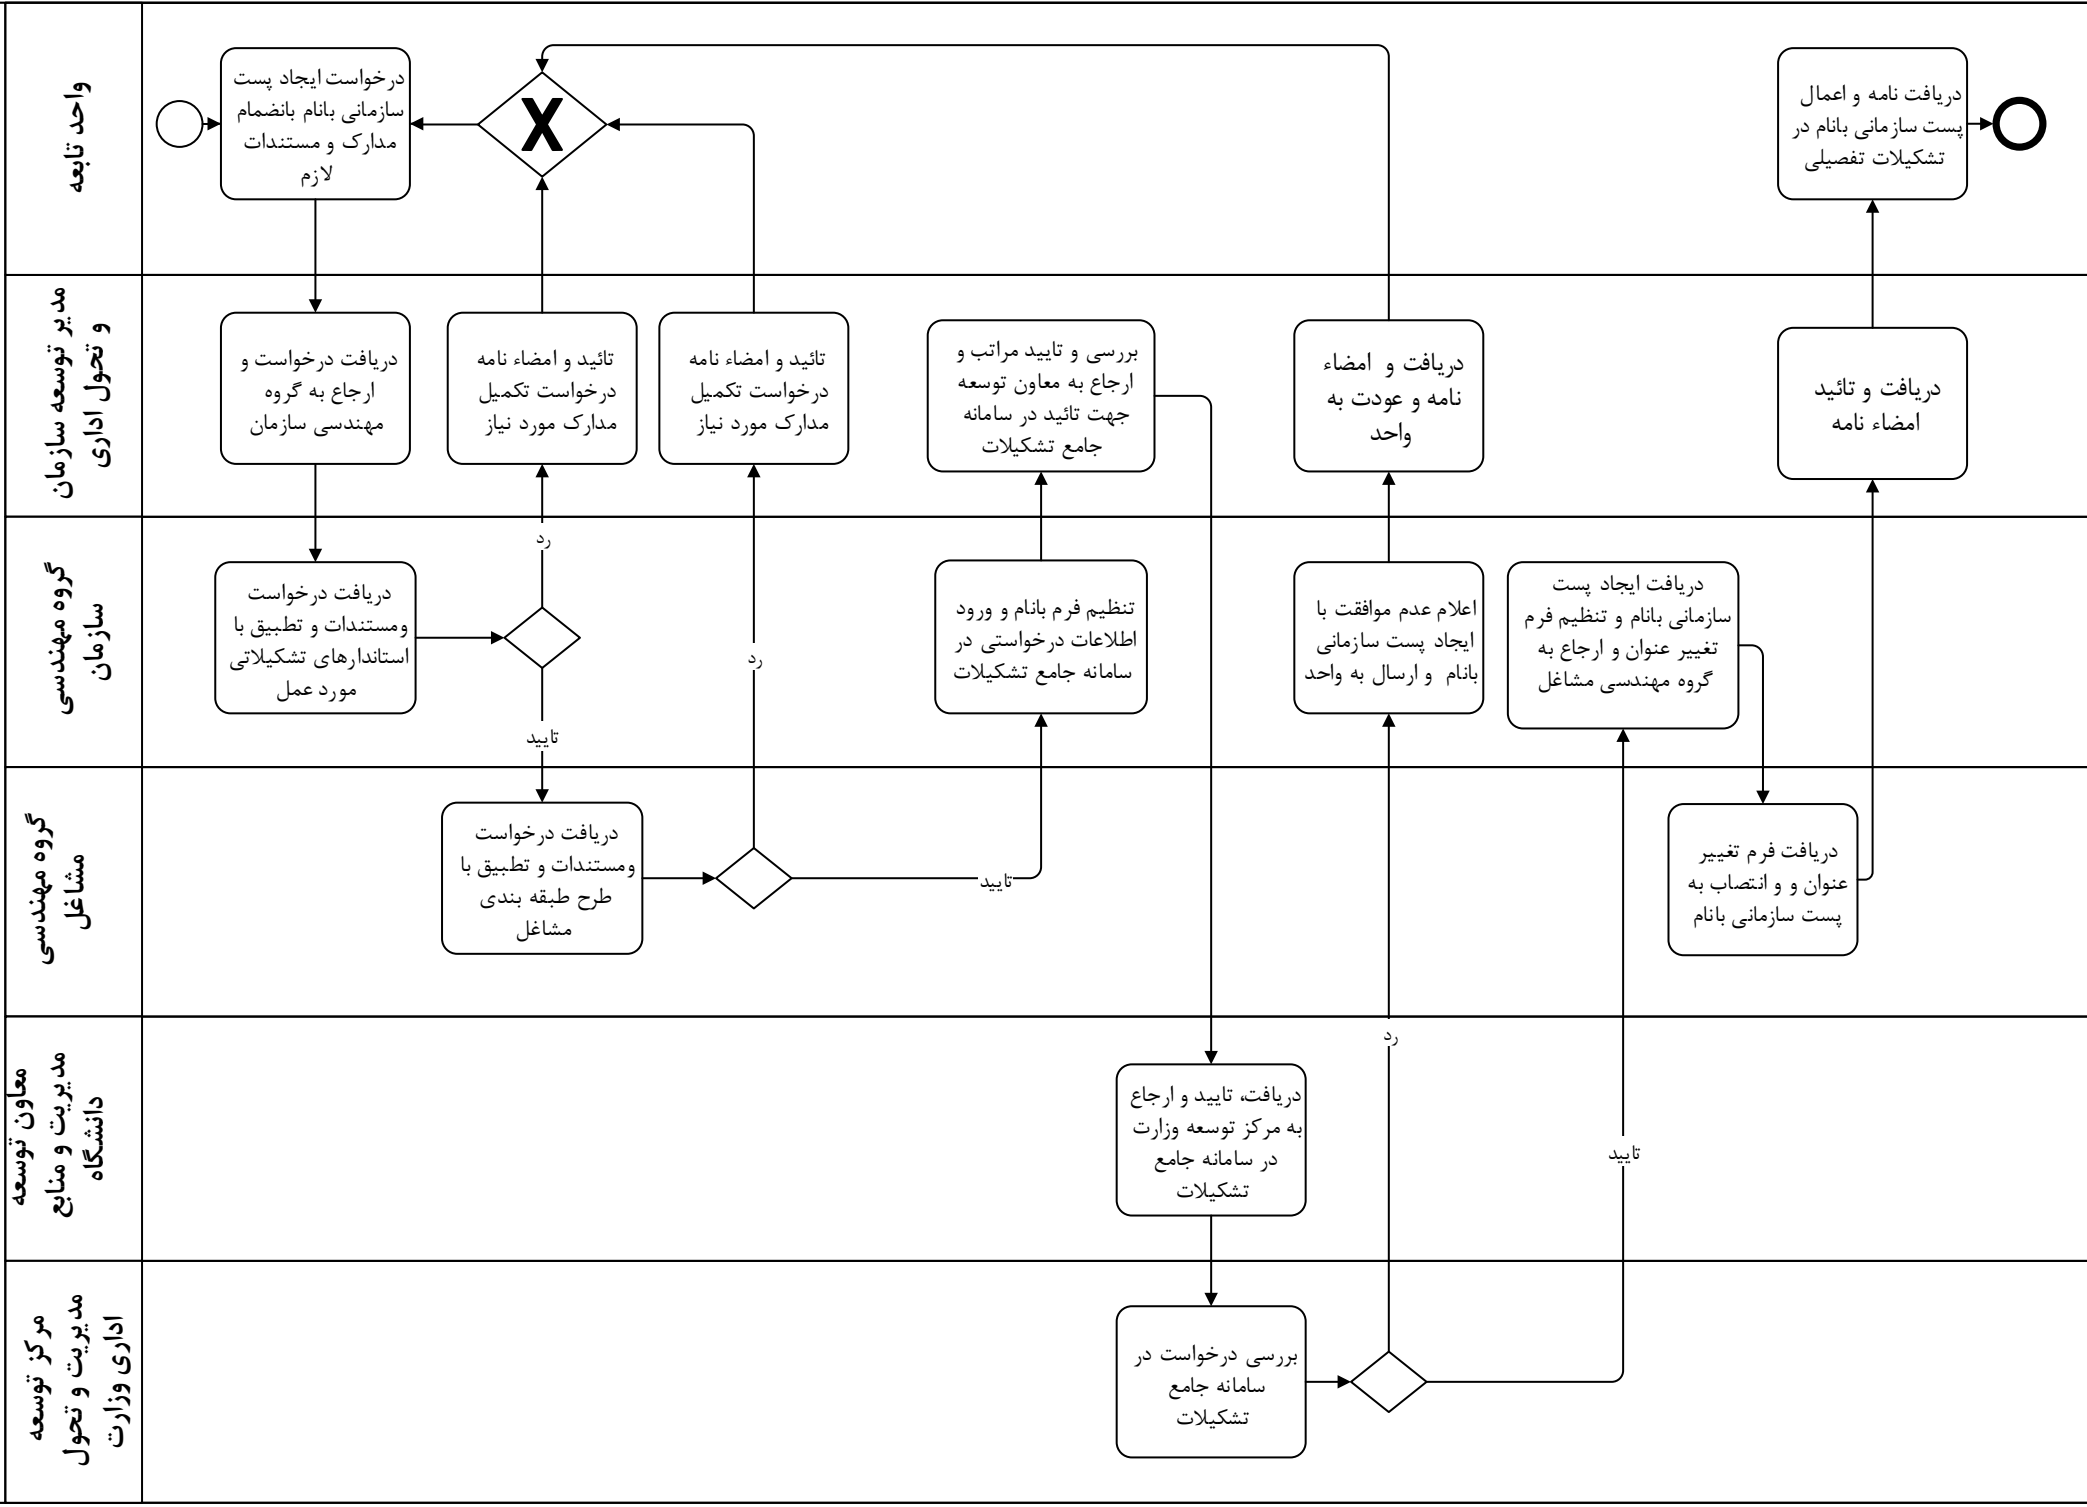 واحد تابعه
درخواست ایجاد پست
سازمانی بانام بانضمام
مدارک و مستندات
لازم
X
دریافت نامه و اعمال
پست سازمانی بانام در
تشکیلات تفصیلی
مدیر توسعه سازمان
و تحول اداری
دریافت درخواست و
ارجاع به گروه
مهندسی سازمان
تائید و امضاء نامه
درخواست تکمیل
مدارک مورد نیاز
تائید و امضاء نامه
درخواست تکمیل
مدارک مورد نیاز
بررسی و تایید مراتب و
ارجاع به معاون توسعه
جهت تائید در سامانه
جامع تشکیلات
دریافت و امضاء
نامه و عودت به
واحد
دریافت و تائید
امضاء نامه
گروه مهندسی
سازمان
دریافت درخواست
ومستندات و تطبیق با
استاندارهای تشکیلاتی
مورد عمل
رد
تایید
رد
تنظیم فرم بانام و ورود
اطلاعات درخواستی در
سامانه جامع تشکیلات
اعلام عدم موافقت با
ایجاد پست سازمانی
بانام و ارسال به واحد
دریافت ایجاد پست
سازمانی بانام و تنظیم فرم
تغییر عنوان و ارجاع به
گروه مهندسی مشاغل
گروه مهندسی
مشاغل
دریافت درخواست
ومستندات و تطبیق با
طرح طبقه بندی
مشاغل
تایید
دریافت فرم تغییر
عنوان و و انتصاب به
پست سازمانی بانام
معاون توسعه
مدیریت و منابع
دانشگاه
دریافت، تایید و ارجاع
به مرکز توسعه وزارت
در سامانه جامع
تشکیلات
رد
تایید
مرکز توسعه
مدیریت و تحول
اداری وزارت
بررسی درخواست در
سامانه جامع
تشکیلات